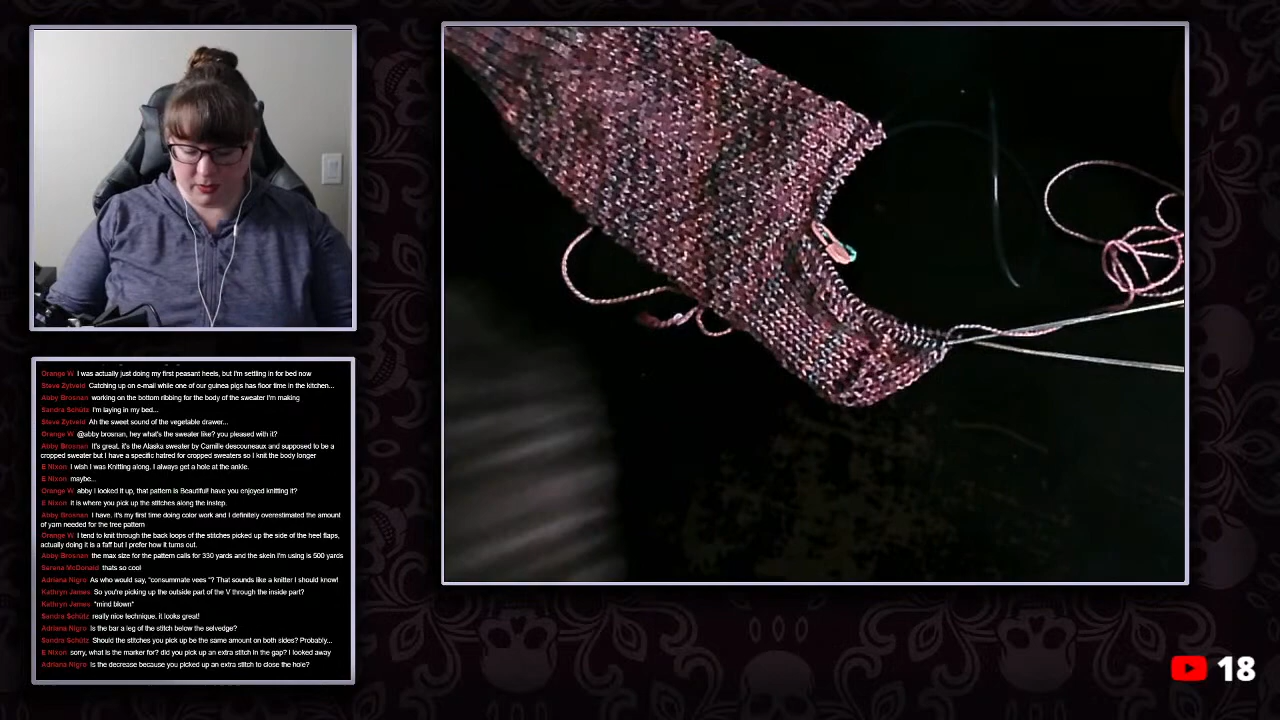 Orange W I was actually just doing my first peasant heels, but I'm settling in for bed now
Steve Zytveld Catching up on e-mail while one of our guinea pigs has floor time in the kitchen...
Abby Brosnan working on the bottom ribbing for the body of the sweater I'm making
Sandra Schütz I'm laying in my bed...
Steve Zytveld Ah the sweet sound of the vegetable drawer...
Orange W @abby brosnan, hey what's the sweater like? you pleased with it?
Abby Brosnan It's great. it's the Alaska sweater by Camille descouneaux and supposed to be a
cropped sweater but I have a specific hatred for cropped sweaters so I knit the body longer
E Nixon I wish I was Knitting along. I always get a hole at the ankle.
E Nixon maybe...
Orange W abby I looked it up, that pattern is Beautiful! have you enjoyed knitting it?
E Nixon It is where you pick up the stitches along the instep.
Abby Brosnan I have. it's my first time doing color work and I definitely overestimated the amount
of yarn needed for the tree pattern
Orange W I tend to knit through the back loops of the stitches picked up the side of the heel flaps,
actually doing it is a faff but I prefer how it turns out
Abby Brosnan the max size for the pattern calls for 330 yards and the skein I'm using is 500 yards
Serena McDonald thats so cool
Adriana Nigro As who would say, "consummate vees "? That sounds like a knitter I should know!
Kathryn James So you're picking up the outside part of the V through the inside part?
Kathryn James *mind blown*
Sandra Schütz really nice technique, it looks great!
Adriana Nigro Is the bar a leg of the stitch below the selvedge?
Sandra Schütz Should the stitches you pick up be the same amount on both sides? Probably...
E Nixon sorry, what is the marker for? did you pick up an extra stitch in the gap? I looked away
Adriana Nigro Is the decrease because you picked up an extra stitch to close the hole?
18